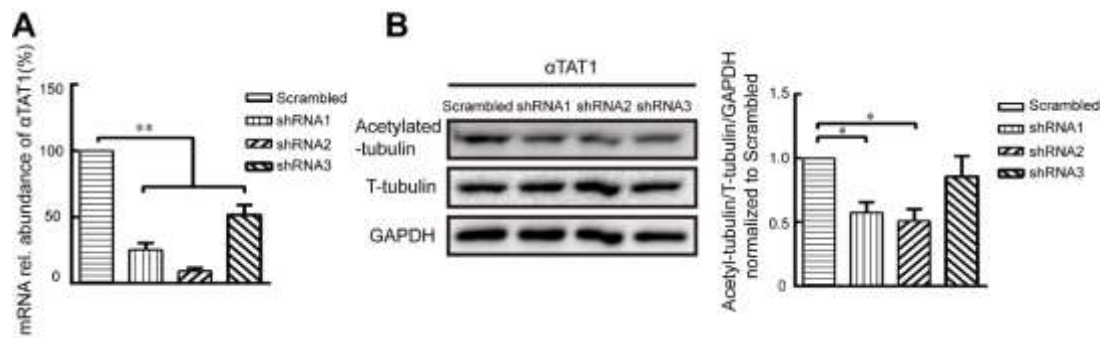 A
mRNA rel. abundance of αTAT1(%)
150
100
50
0
**
Scrambled
shRNA1
shRNA2
shRNA3
B
αTAT1
Scrambled shRNA1 shRNA2 shRNA3
Acetylated
-tubulin
T-tubulin
GAPDH
Acetyl-tubulin/T-tubulin/GAPDH
normalized to Scrambled
1.5
1.0
0.5
0
*
*
Scrambled
shRNA1
shRNA2
shRNA3